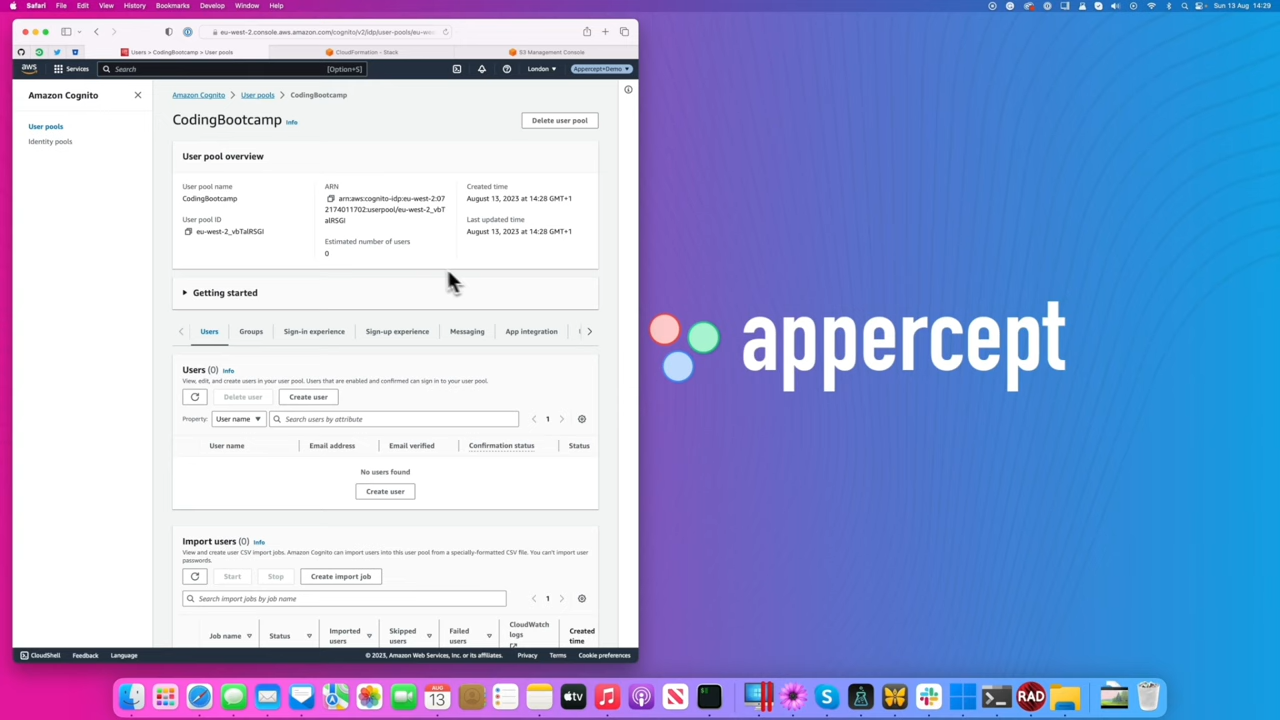 Safari File Edit View History Bookmarks Develop Window Help
Sun 13 Aug 14:29
eu-west-2.console.aws.amazon.com/cognito/v2/idp/user-pools/eu-we...
Users > CodingBootcamp > User pools
CloudFormation - Stack
S3 Management Console
aws Services Search [Option+S] London Appercept+Demo
Amazon Cognito
User pools
Identity pools
Amazon Cognito User pools CodingBootcamp
CodingBootcamp Info
Delete user pool
User pool overview
User pool name
CodingBootcamp
User pool ID
eu-west-2_vbTalRSGI
ARN
arn:aws:cognito-idp:eu-west-2:07
2174011702:userpool/eu-west-2_vbT
alRSGI
Estimated number of users
0
Created time
August 13, 2023 at 14:28 GMT+1
Last updated time
August 13, 2023 at 14:28 GMT+1
Getting started
Users Groups Sign-in experience Sign-up experience Messaging App integration
Users (0) Info
View, edit, and create users in your user pool. Users that are enabled and confirmed can sign in to your user pool.
Delete user Create user
Property: User name Search users by attribute 1
User name Email address Email verified Confirmation status Status
No users found
Create user
Import users (0) Info
View and create user CSV import jobs. Amazon Cognito can import users into this user pool from a specially-formatted CSV file. You can't import user
passwords.
Start Stop Create import job
Search import jobs by job name 1
Job name Status Imported users Skipped users Failed users CloudWatch logs Created time
CloudShell Feedback Language © 2023, Amazon Web Services, Inc. or its affiliates. Privacy Terms Cookie preferences
appercept
AUG
13
tv
RAD